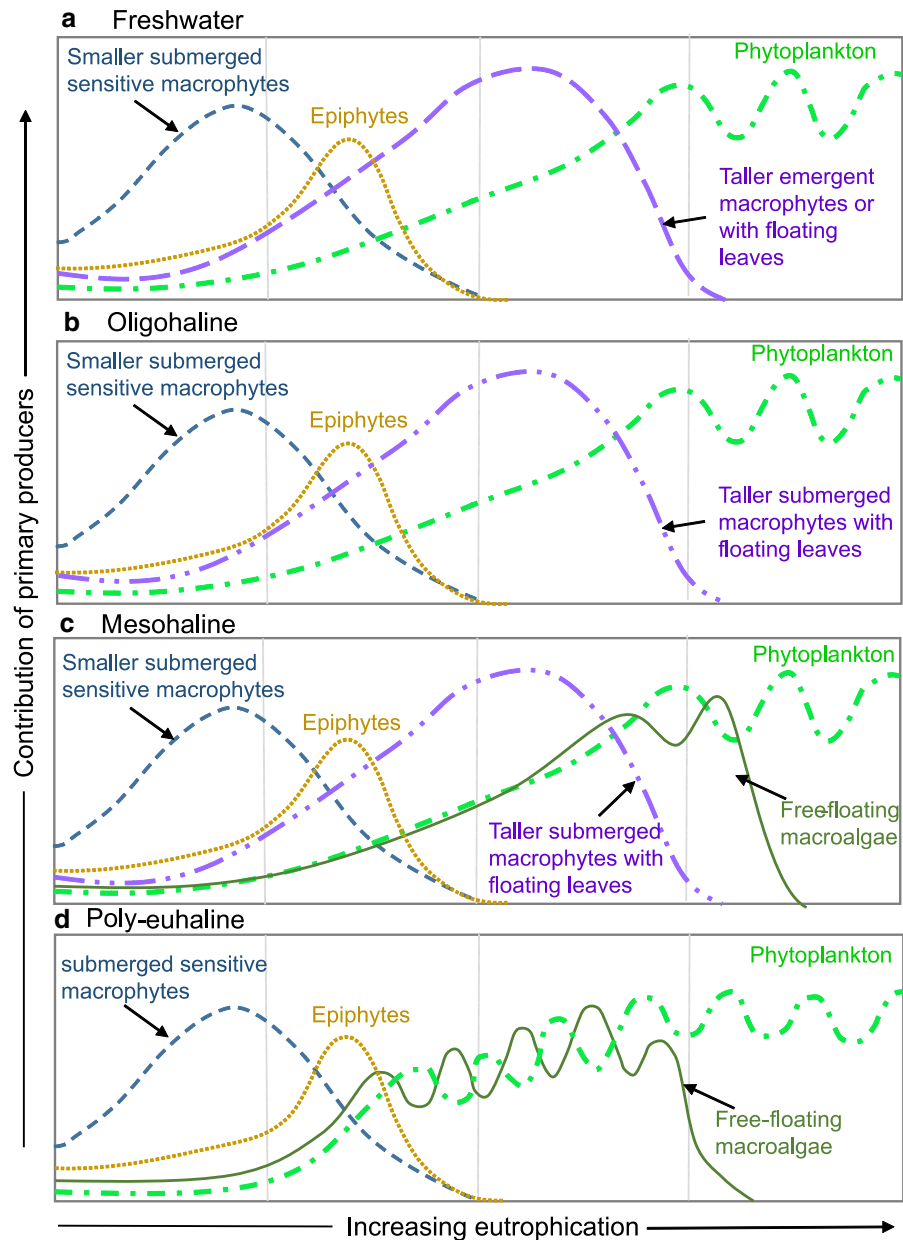 a Freshwater
Smaller submerged
sensitive macrophytes
Epiphytes
Phytoplankton
Taller emergent
macrophytes or
with floating
leaves
b Oligohaline
Smaller submerged
sensitive macrophytes
Epiphytes
Phytoplankton
Taller submerged
macrophytes with
floating leaves
c Mesohaline
Smaller submerged
sensitive macrophytes
Epiphytes
Phytoplankton
Free-floating
macroalgae
Taller submerged
macrophytes with
floating leaves
d Poly-euhaline
submerged sensitive
macrophytes
Epiphytes
Phytoplankton
Free-floating
macroalgae
Contribution of primary producers
Increasing eutrophication